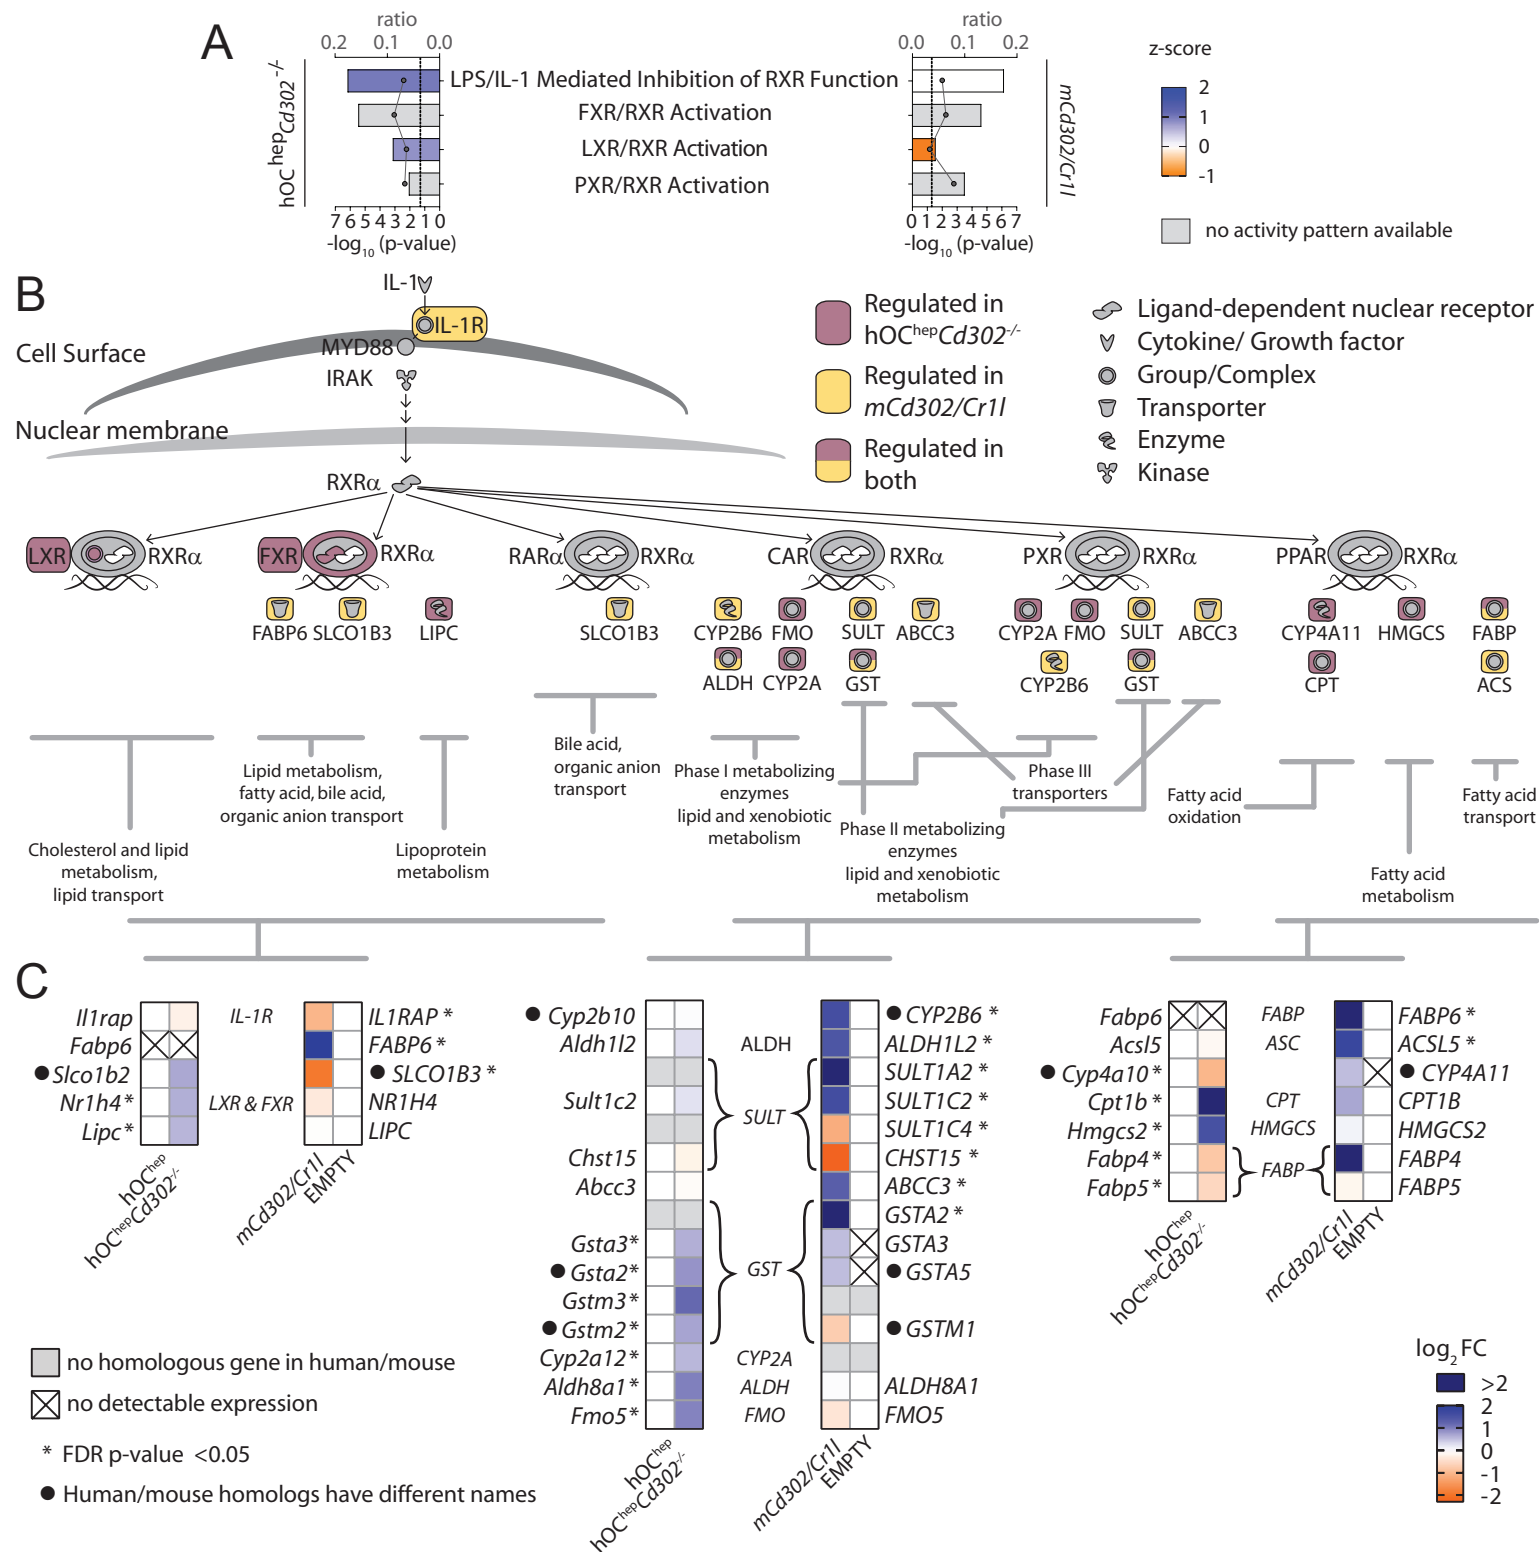 A
ratio
0.2 0.1 0.0
hOC^hep Cd302^-/-
LPS/IL-1 Mediated Inhibition of RXR Function
FXR/RXR Activation
LXR/RXR Activation
PXR/RXR Activation
7 6 5 4 3 2 1 0
-log10 (p-value)
ratio
0.0 0.1 0.2
mCd302/Cr1l
0 1 2 3 4 5 6 7
-log10 (p-value)
z-score
2
1
0
-1
no activity pattern available
B
IL-1
IL-1R
Cell Surface
MYD88
IRAK
Nuclear membrane
RXRα
Regulated in
hOC^hep Cd302^-/-
Regulated in
mCd302/Cr1l
Regulated in
both
Ligand-dependent nuclear receptor
Cytokine/ Growth factor
Group/Complex
Transporter
Enzyme
Kinase
LXR RXRα FXR RXRα RARα RXRα CAR RXRα PXR RXRα PPAR RXRα
FABP6 SLCO1B3 LIPC SLCO1B3 CYP2B6 FMO SULT ABCC3 CYP2A FMO SULT ABCC3 CYP4A11 HMGCS FABP
ALDH CYP2A GST CYP2B6 GST CPT ACS
Cholesterol and lipid
metabolism,
lipid transport
Lipid metabolism,
fatty acid, bile acid,
organic anion transport
Lipoprotein
metabolism
Bile acid,
organic anion
transport
Phase I metabolizing
enzymes
lipid and xenobiotic
metabolism
Phase II metabolizing
enzymes
lipid and xenobiotic
metabolism
Phase III
transporters
Fatty acid
oxidation
Fatty acid
metabolism
Fatty acid
transport
C
Il1rap IL-1R IL1RAP *
Fabp6 FABP6 *
● Slco1b2 ● SLCO1B3 *
Nr1h4* LXR & FXR NR1H4
Lipc* LIPC
hOC^hep
hOC^hep Cd302^-/-
mCd302/Cr1l
EMPTY
● Cyp2b10 ● CYP2B6 *
Aldh1l2 ALDH ALDH1L2 *
SULT1A2 *
Sult1c2 SULT SULT1C2 *
SULT1C4 *
Chst15 CHST15 *
Abcc3 ABCC3 *
GSTA2 *
Gsta3* GSTA3
● Gsta2* GST ● GSTA5
Gstm3*
● Gstm2* ● GSTM1
Cyp2a12* CYP2A
Aldh8a1* ALDH ALDH8A1
Fmo5* FMO FMO5
hOC^hep
hOC^hep Cd302^-/-
mCd302/Cr1l
EMPTY
Fabp6 FABP FABP6 *
Acsl5 ASC ACSL5 *
● Cyp4a10* ● CYP4A11
Cpt1b* CPT CPT1B
Hmgcs2* HMGCS HMGCS2
Fabp4* FABP FABP4
Fabp5* FABP5
hOC^hep
hOC^hep Cd302^-/-
mCd302/Cr1l
EMPTY
no homologous gene in human/mouse
no detectable expression
* FDR p-value <0.05
● Human/mouse homologs have different names
log2 FC
>2
2
1
0
-1
-2